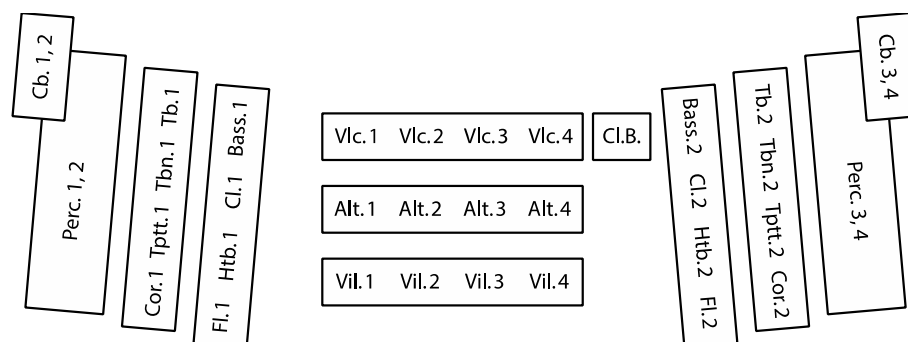 Cb. 1, 2
Perc. 1, 2
Cor.1 Tptt.1 Tbn.1 Tb.1
Fl.1 Htb.1 Cl.1 Bass.1
Vlc.1 Vlc.2 Vlc.3 Vlc.4
Cl.B.
Alt.1 Alt.2 Alt.3 Alt.4
Vil.1 Vil.2 Vil.3 Vil.4
Bass.2 Cl.2 Htb.2 Fl.2
Tb.2 Tbn.2 Tptt.2 Cor.2
Perc. 3, 4
Cb. 3, 4